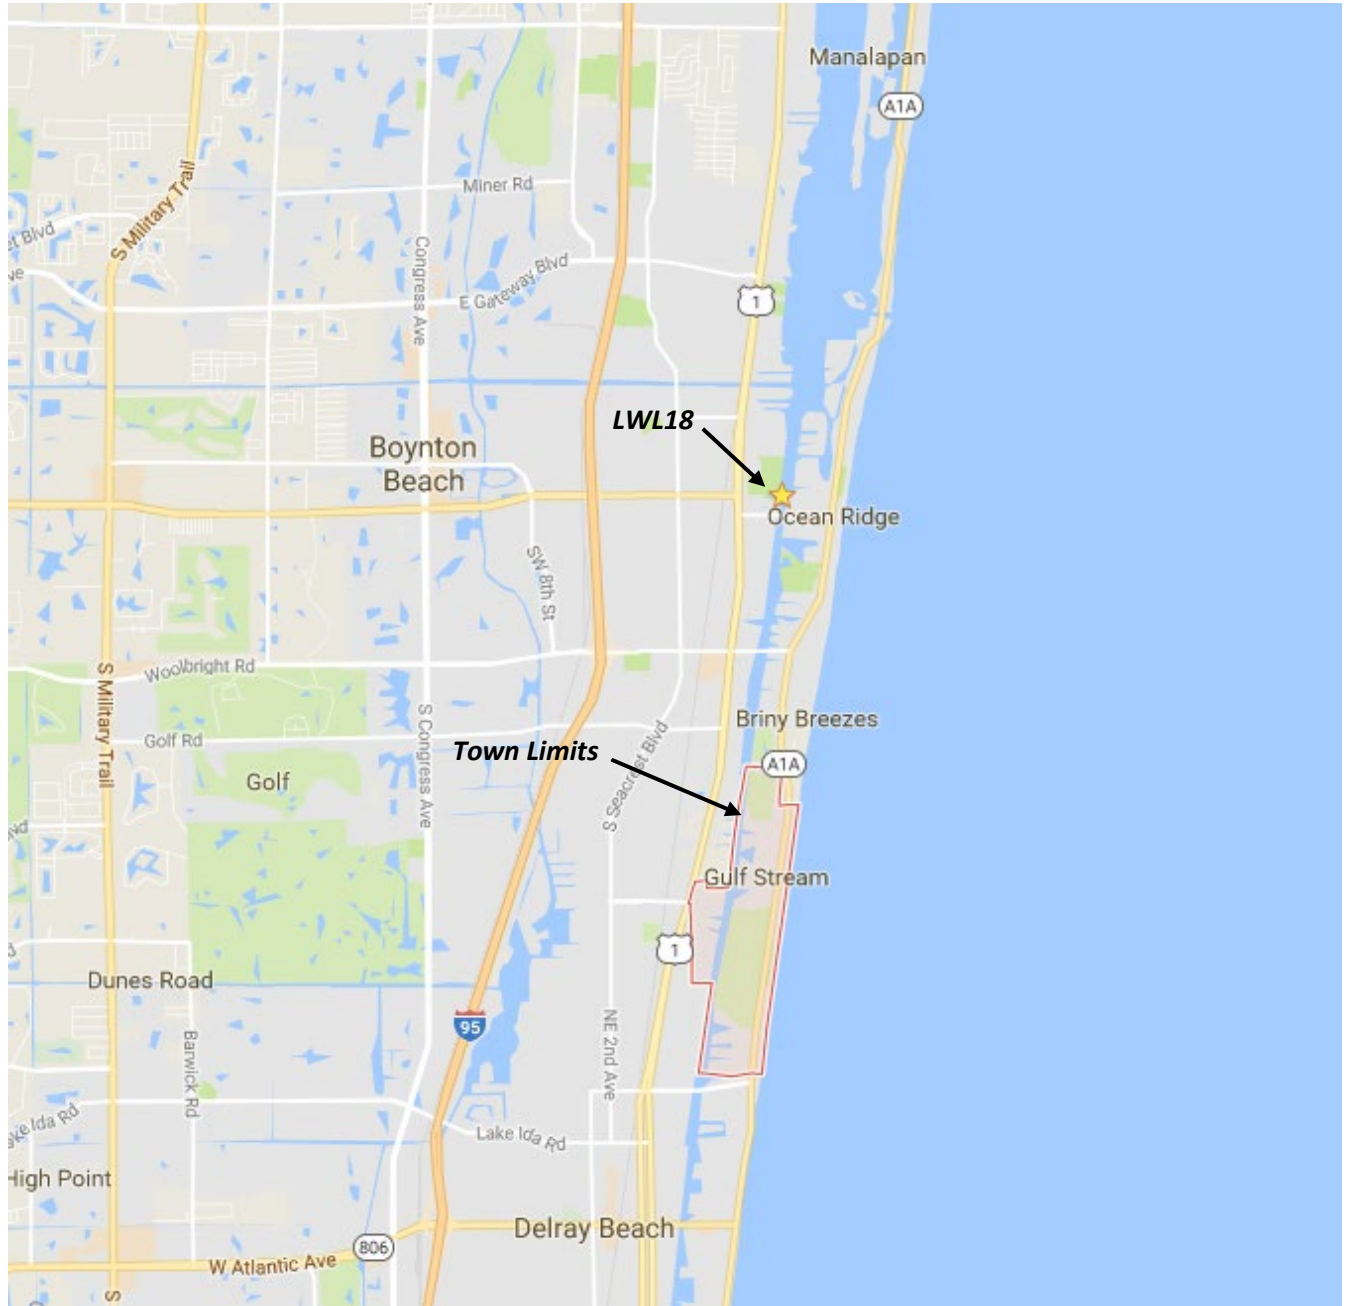 Manalapan
A1A
S Military Trail
Miner Rd
et Blvd
ve
Congress Ave
E Gateway Blvd
1
LWL18
Boynton
Beach
Ocean Ridge
SW 8th St
Woolbright Rd
S Military Trail
S Congress Ave
Golf Rd
Briny Breezes
Town Limits
A1A
S Seacrest Blvd
Golf
Gulf Stream
1
Dunes Road
95
NE 2nd Ave
Barwick Rd
ke Ida Rd
Lake Ida Rd
High Point
Delray Beach
806
W Atlantic Ave
S